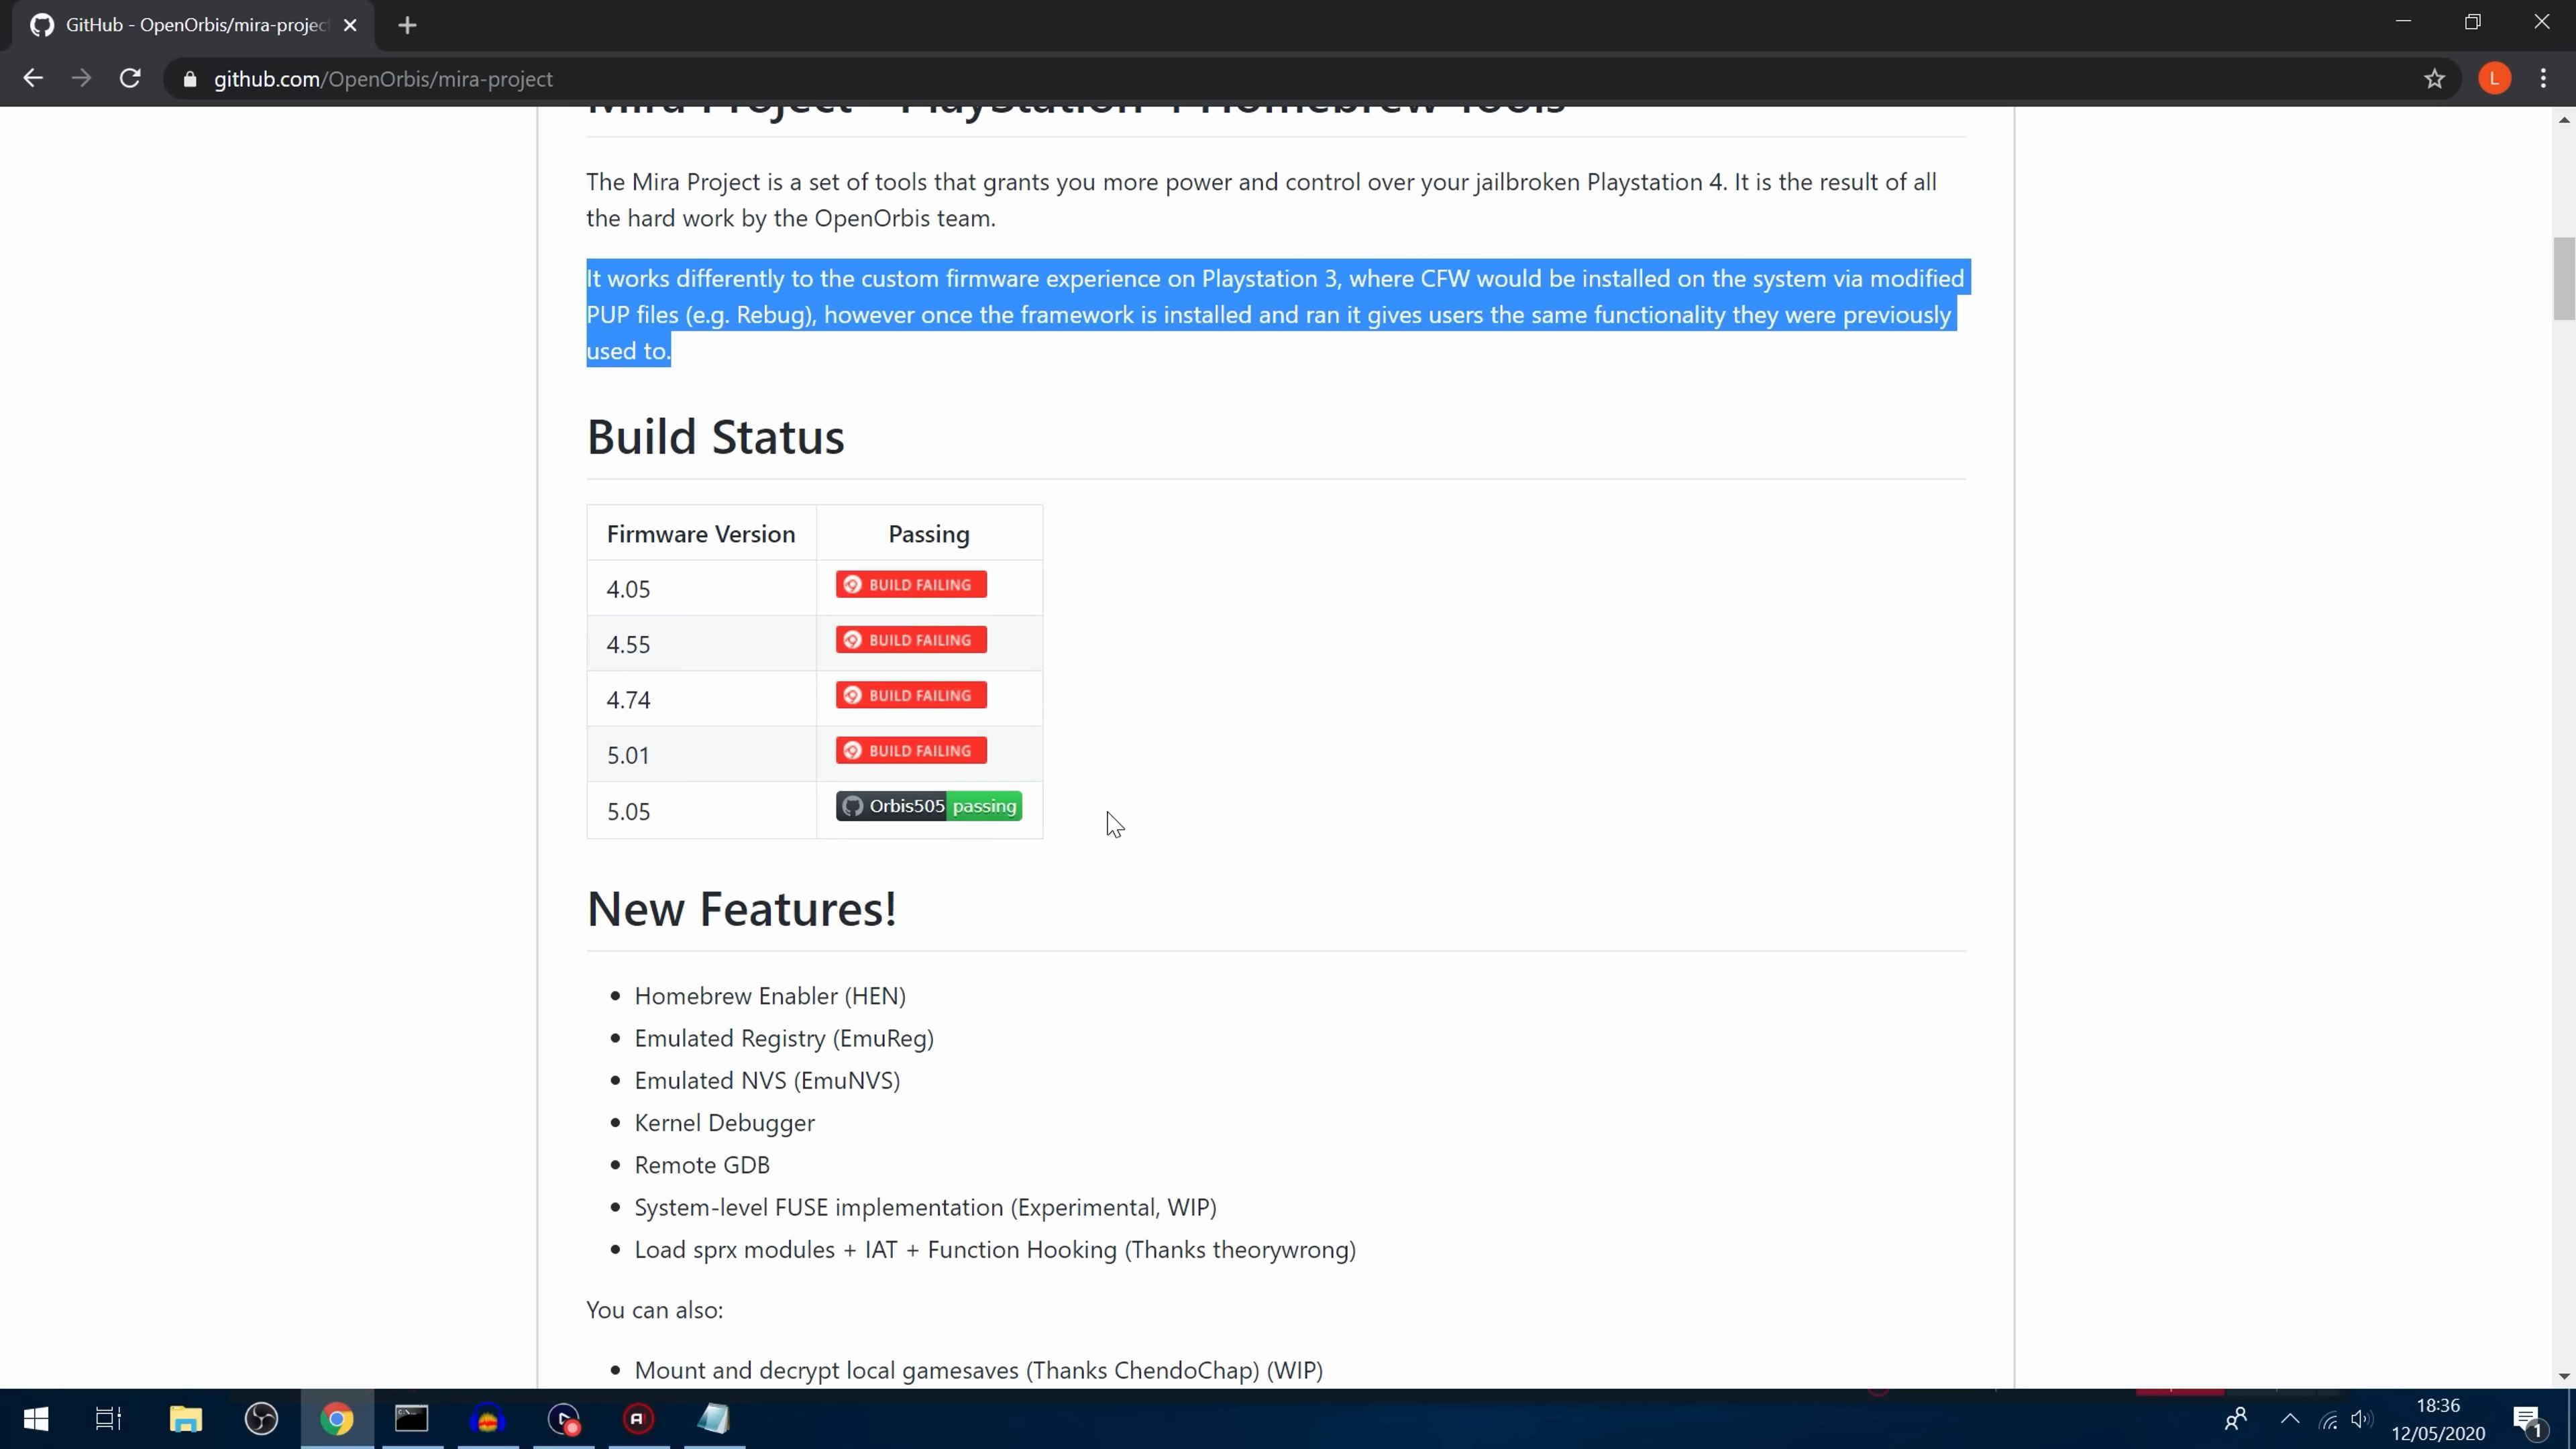 GitHub - OpenOrbis/mira-projec
github.com/OpenOrbis/mira-project
L
Mira Project - PlayStation 4 Homebrew Tools
The Mira Project is a set of tools that grants you more power and control over your jailbroken Playstation 4. It is the result of all
the hard work by the OpenOrbis team.
It works differently to the custom firmware experience on Playstation 3, where CFW would be installed on the system via modified
PUP files (e.g. Rebug), however once the framework is installed and ran it gives users the same functionality they were previously
used to.
Build Status
Firmware Version Passing
4.05 BUILD FAILING
4.55 BUILD FAILING
4.74 BUILD FAILING
5.01 BUILD FAILING
5.05 Orbis505 passing
New Features!
Homebrew Enabler (HEN)
Emulated Registry (EmuReg)
Emulated NVS (EmuNVS)
Kernel Debugger
Remote GDB
System-level FUSE implementation (Experimental, WIP)
Load sprx modules + IAT + Function Hooking (Thanks theorywrong)
You can also:
Mount and decrypt local gamesaves (Thanks ChendoChap) (WIP)
18:36
12/05/2020
1